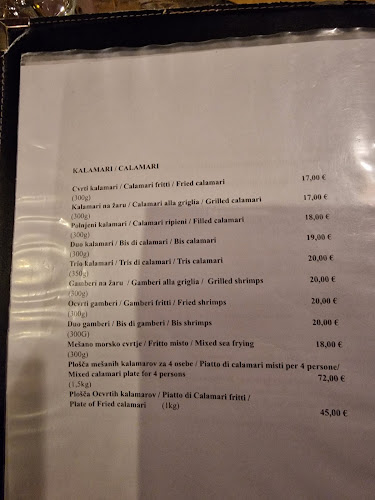 KALAMARI / CALAMARI
Cvrti kalamari / Calamari fritti / Fried calamari 17,00 €
(300g)
Kalamari na žaru / Calamari alla griglia / Grilled calamari 17,00 €
(300g)
Polnjeni kalamari / Calamari ripieni / Filled calamari 18,00 €
(300g)
Duo kalamari / Bis di calamari / Bis calamari 19,00 €
(300g)
Trio kalamari / Tris di calamari / Tris calamari 20,00 €
(350g)
Gamberi na žaru / Gamberi alla griglia / Grilled shrimps 20,00 €
(300g)
Ocvrti gamberi / Gamberi fritti / Fried shrimps 20,00 €
(300g)
Duo gamberi / Bis di gamberi / Bis shrimps 20,00 €
(300G)
Mešano morsko cvrtje / Fritto misto / Mixed sea frying 18,00 €
(300g)
Plošča mešanih kalamarov za 4 osebe / Piatto di calamari misti per 4 persone/
Mixed calamari plate for 4 persons 72,00 €
(1,5kg)
Plošča Ocvrtih kalamarov / Piatto di Calamari fritti /
Plate of Fried calamari (1kg) 45,00 €